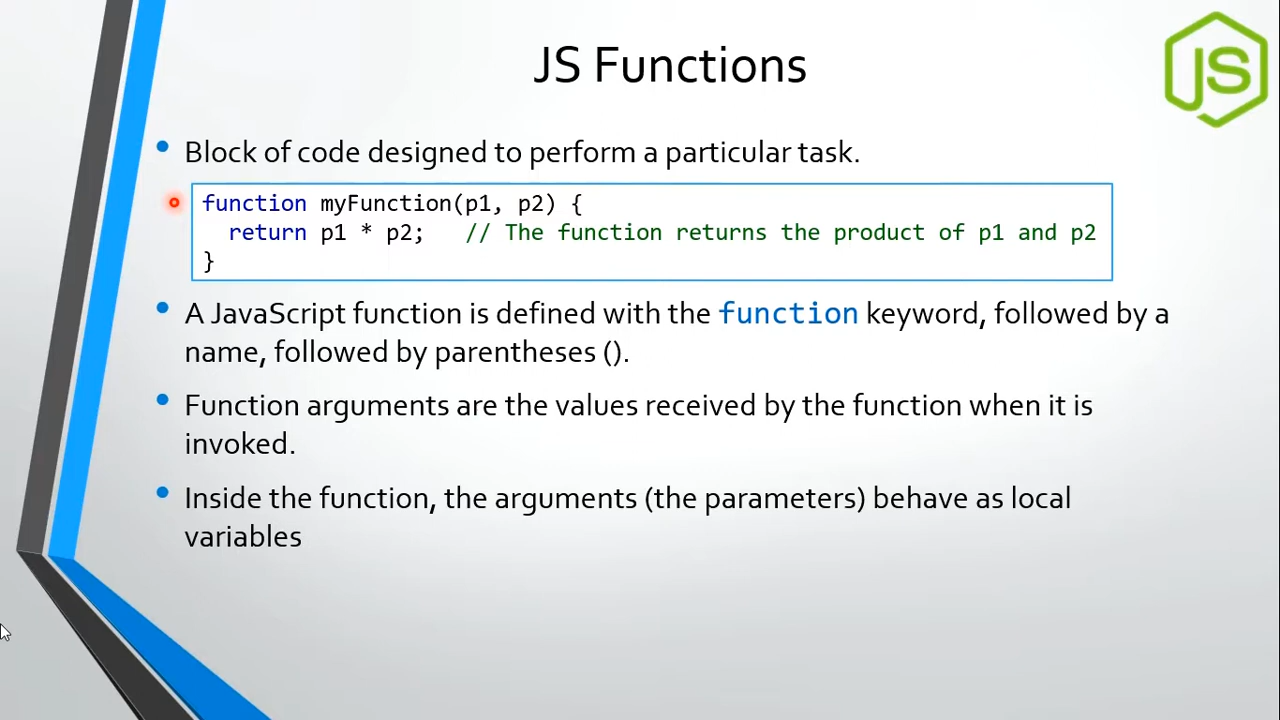 JS Functions
JS
Block of code designed to perform a particular task.
function myFunction(p1, p2) {
return p1 * p2;   // The function returns the product of p1 and p2
}
A JavaScript function is defined with the function keyword, followed by a
name, followed by parentheses ().
Function arguments are the values received by the function when it is
invoked.
Inside the function, the arguments (the parameters) behave as local
variables